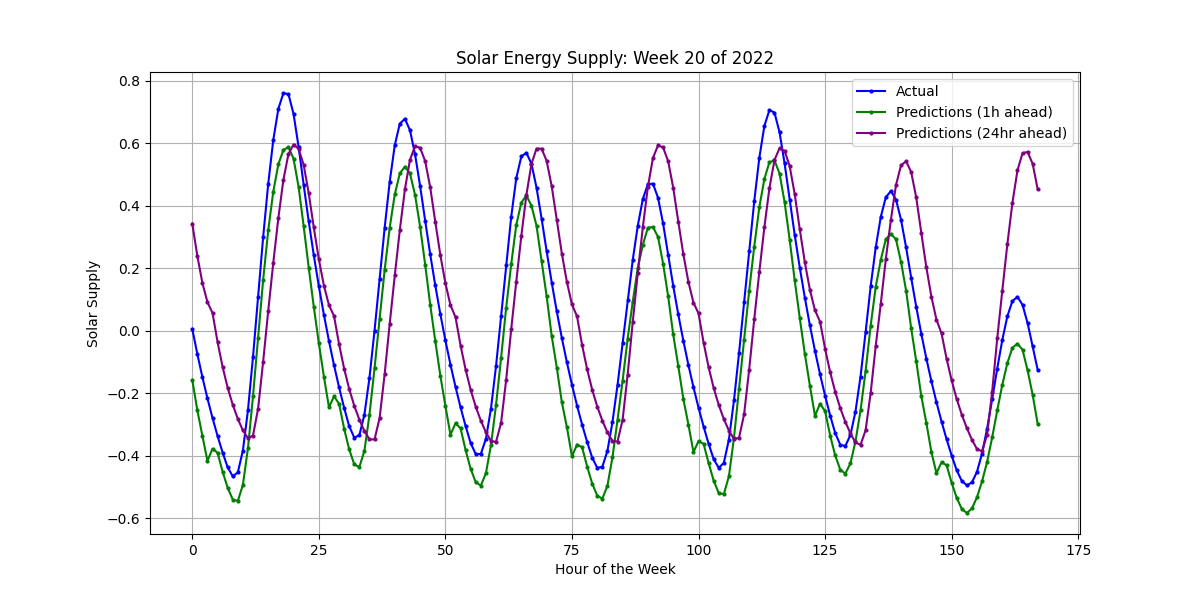 Solar Energy Supply: Week 20 of 2022
Actual
Predictions (1h ahead)
Predictions (24hr ahead)
Solar Supply
0.8
0.6
0.4
0.2
0.0
−0.2
−0.4
−0.6
0 25 50 75 100 125 150 175
Hour of the Week